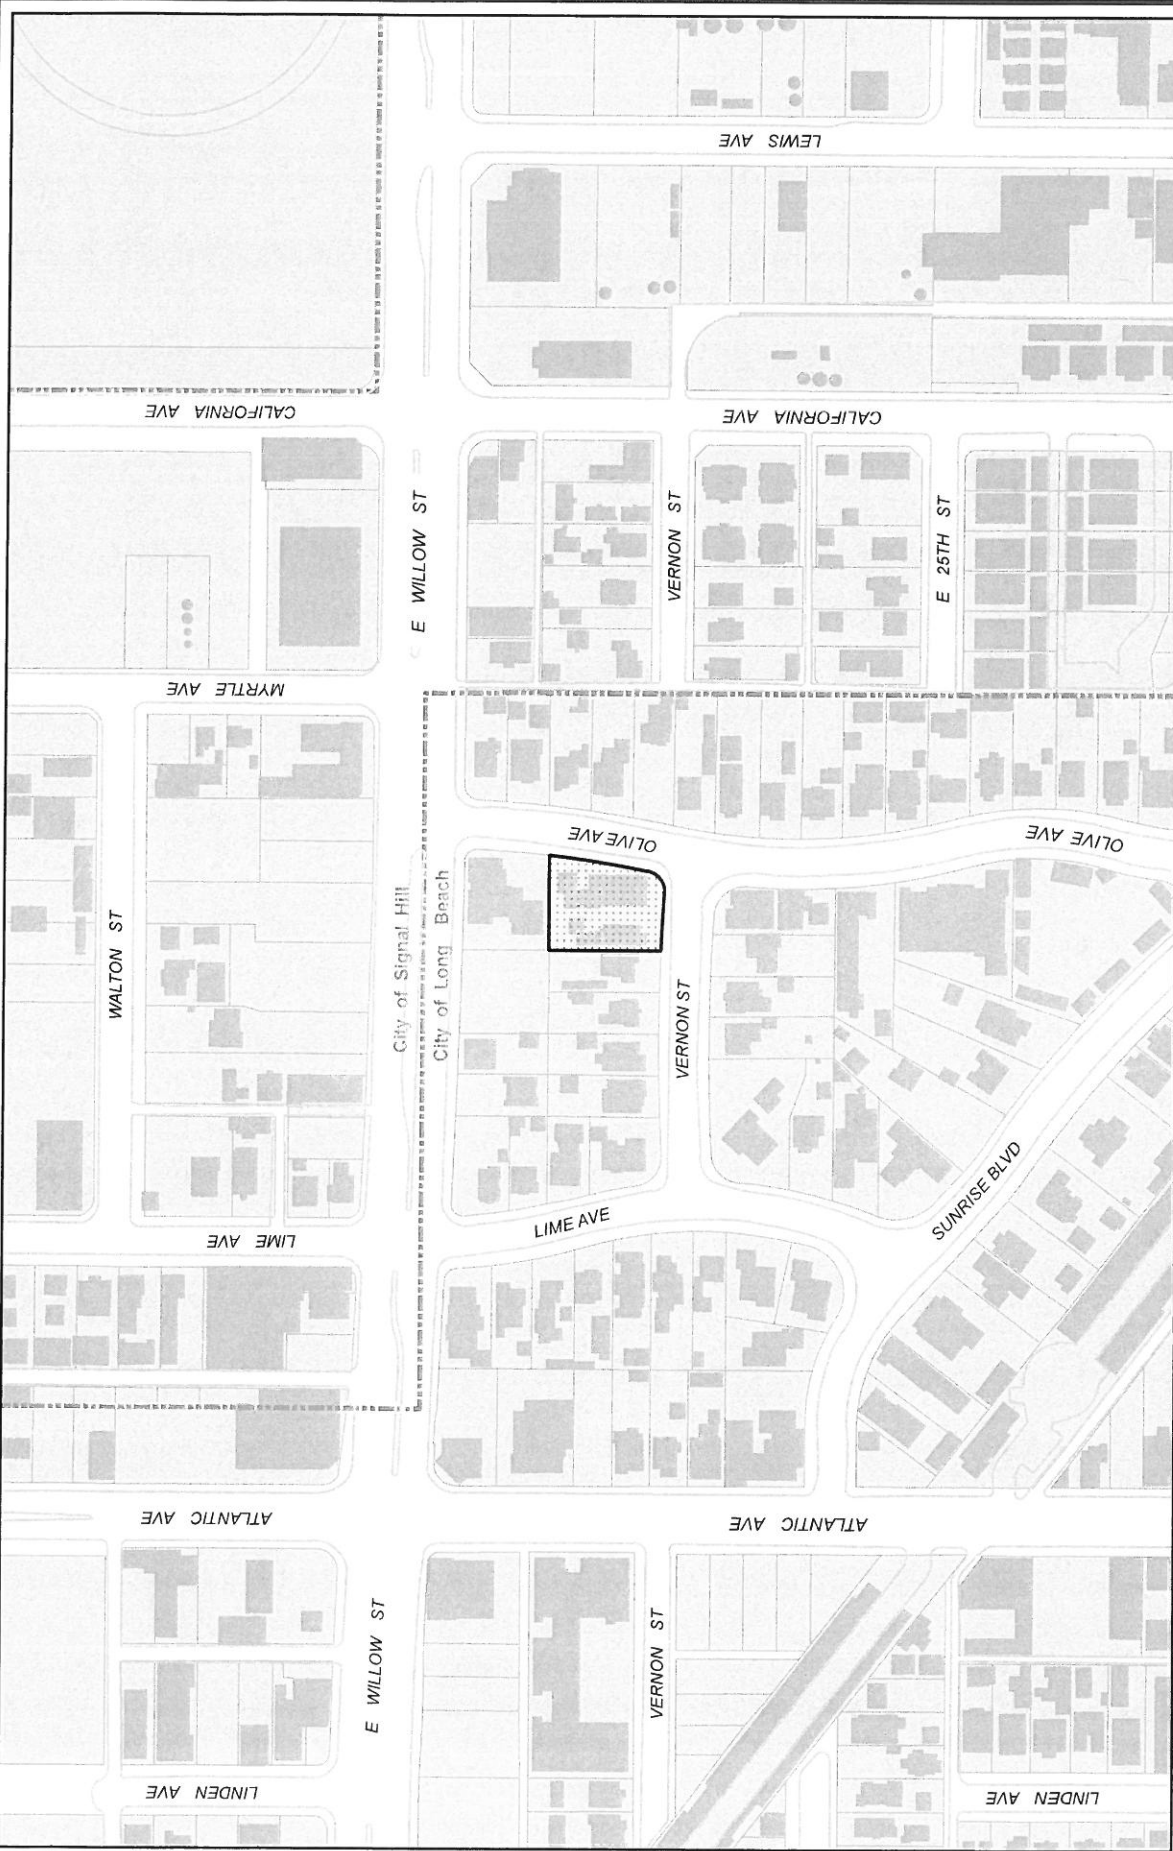 LEWIS AVE
CALIFORNIA AVE
CALIFORNIA AVE
E WILLOW ST
VERNON ST
E 25TH ST
MYRTLE AVE
OLIVE AVE
OLIVE AVE
WALTON ST
City of Signal Hill
City of Long Beach
VERNON ST
SUNRISE BLVD
LIME AVE
LIME AVE
ATLANTIC AVE
ATLANTIC AVE
E WILLOW ST
VERNON ST
LINDEN AVE
LINDEN AVE